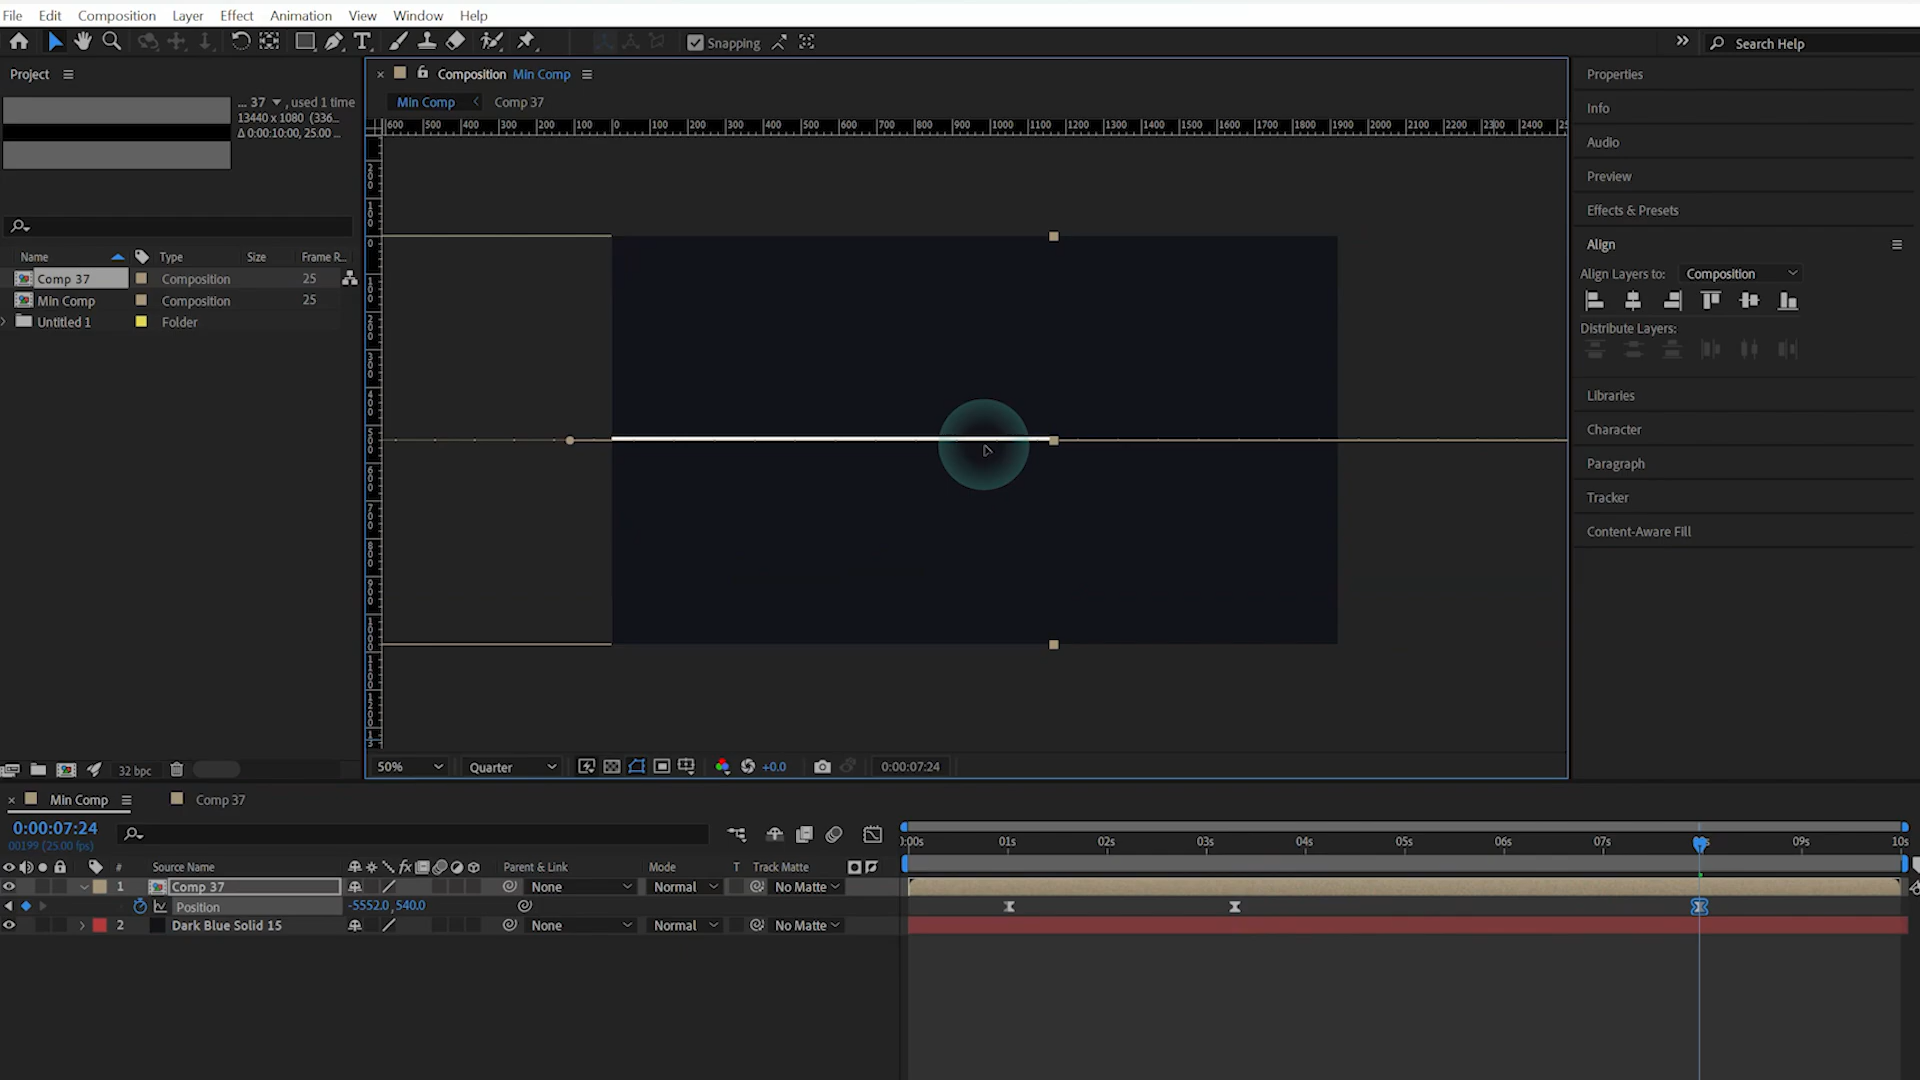 File Edit Composition Layer Effect Animation View Window Help
Snapping
Search Help
Project
... 37 , used 1 time
13440 x 1080 (336...
Δ 0:00:10:00, 25.00 ...
Name Type Size Frame R...
Comp 37 Composition 25
Min Comp Composition 25
Untitled 1 Folder
32 bpc
× Composition Min Comp
Min Comp < Comp 37
600 500 400 300 200 100 0 100 200 300 400 500 600 700 800 900 1000 1100 1200 1300 1400 1500 1600 1700 1800 1900 2000 2100 2200 2300 2400
50% Quarter +0.0 0:00:07:24
Properties
Info
Audio
Preview
Effects & Presets
Align
Align Layers to: Composition
Distribute Layers:
Libraries
Character
Paragraph
Tracker
Content-Aware Fill
× Min Comp Comp 37
0:00:07:24
00199 (25.00 fps)
# Source Name Parent & Link Mode T Track Matte
1 Comp 37 None Normal No Matte
Position -5552.0, 540.0
2 Dark Blue Solid 15 None Normal No Matte
):00s 01s 02s 03s 04s 05s 06s 07s 09s 10s